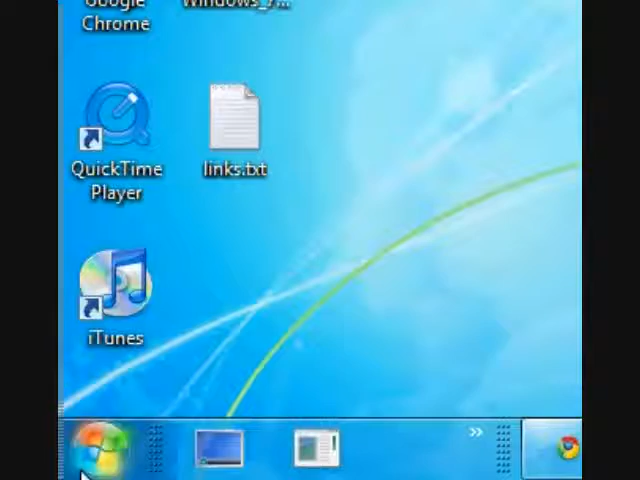 Google
Chrome
Windows_7...
QuickTime
Player
links.txt
iTunes
»